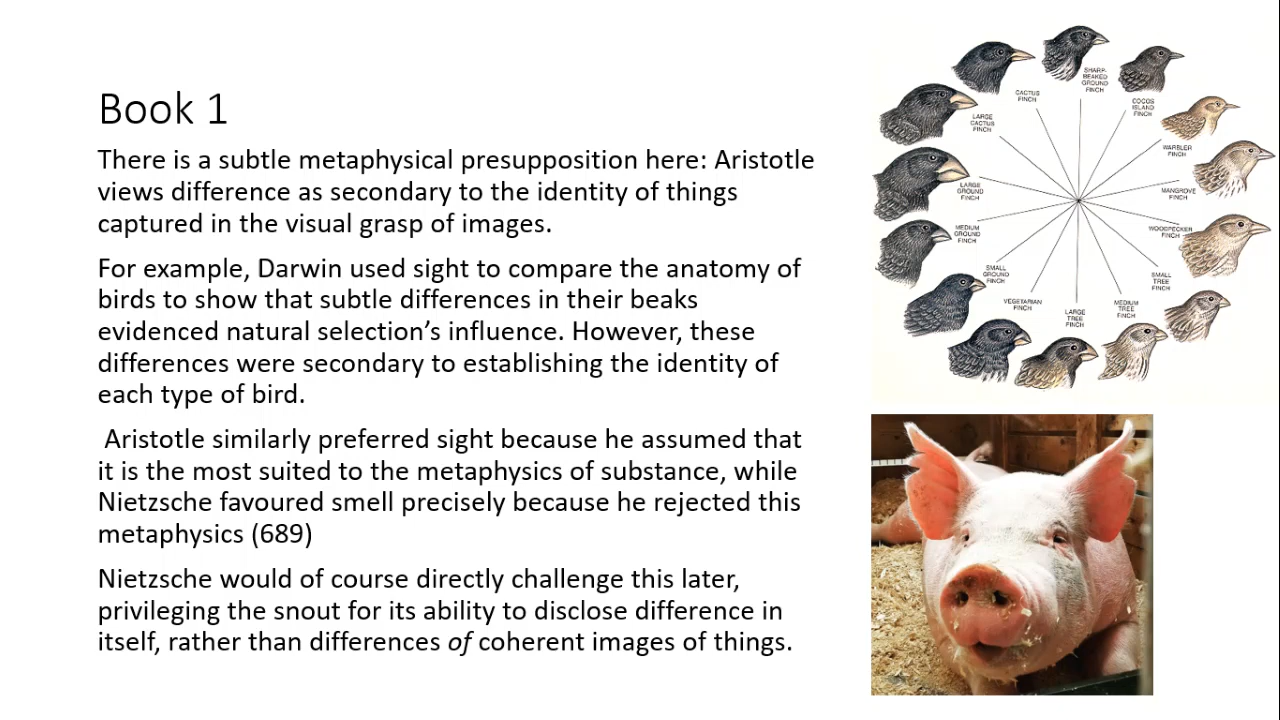 Book 1
There is a subtle metaphysical presupposition here: Aristotle
views difference as secondary to the identity of things
captured in the visual grasp of images.
For example, Darwin used sight to compare the anatomy of
birds to show that subtle differences in their beaks
evidenced natural selection’s influence. However, these
differences were secondary to establishing the identity of
each type of bird.
Aristotle similarly preferred sight because he assumed that
it is the most suited to the metaphysics of substance, while
Nietzsche favoured smell precisely because he rejected this
metaphysics (689)
Nietzsche would of course directly challenge this later,
privileging the snout for its ability to disclose difference in
itself, rather than differences of coherent images of things.
SHARP-
BEAKED
GROUND
FINCH
COCOS
ISLAND
FINCH
WARBLER
FINCH
MANGROVE
FINCH
WOODPECKER
FINCH
SMALL
TREE
FINCH
MEDIUM
TREE
FINCH
LARGE
TREE
FINCH
VEGETARIAN
FINCH
SMALL
GROUND
FINCH
MEDIUM
GROUND
FINCH
LARGE
GROUND
FINCH
LARGE
CACTUS
FINCH
CACTUS
FINCH